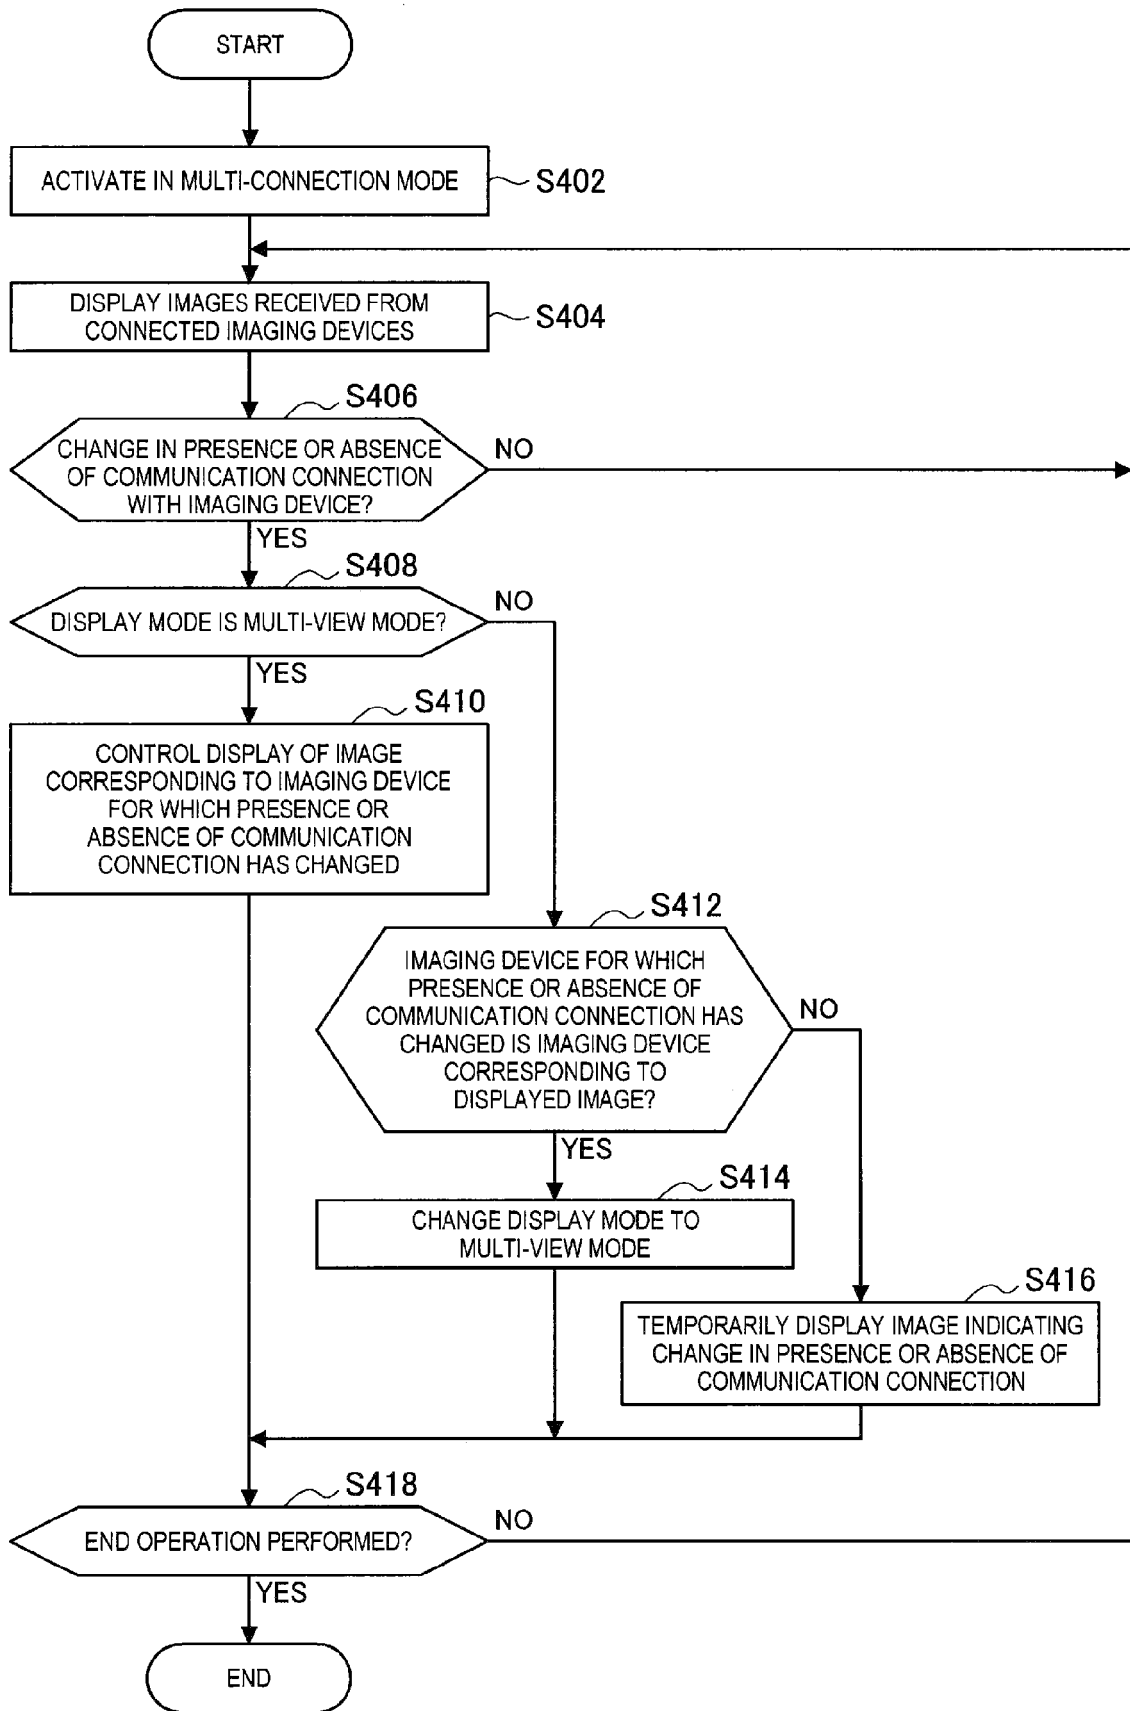 START
ACTIVATE IN MULTI-CONNECTION MODE
S402
DISPLAY IMAGES RECEIVED FROM
CONNECTED IMAGING DEVICES
S404
S406
CHANGE IN PRESENCE OR ABSENCE
OF COMMUNICATION CONNECTION
WITH IMAGING DEVICE?
NO
YES
S408
DISPLAY MODE IS MULTI-VIEW MODE?
NO
YES
S410
CONTROL DISPLAY OF IMAGE
CORRESPONDING TO IMAGING DEVICE
FOR WHICH PRESENCE OR
ABSENCE OF COMMUNICATION
CONNECTION HAS CHANGED
S412
IMAGING DEVICE FOR WHICH
PRESENCE OR ABSENCE OF
COMMUNICATION CONNECTION HAS
CHANGED IS IMAGING DEVICE
CORRESPONDING TO
DISPLAYED IMAGE?
NO
YES
S414
CHANGE DISPLAY MODE TO
MULTI-VIEW MODE
S416
TEMPORARILY DISPLAY IMAGE INDICATING
CHANGE IN PRESENCE OR ABSENCE OF
COMMUNICATION CONNECTION
S418
END OPERATION PERFORMED?
NO
YES
END